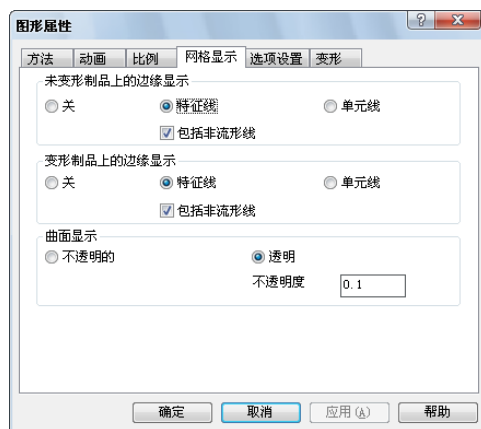 图形属性
方法 动画 比例 网格显示 选项设置 变形
未变形制品上的边缘显示
关 特征线 单元线
包括非流形线
变形制品上的边缘显示
关 特征线 单元线
包括非流形线
曲面显示
不透明的 透明
不透明度 0.1
确定 取消 应用(A) 帮助